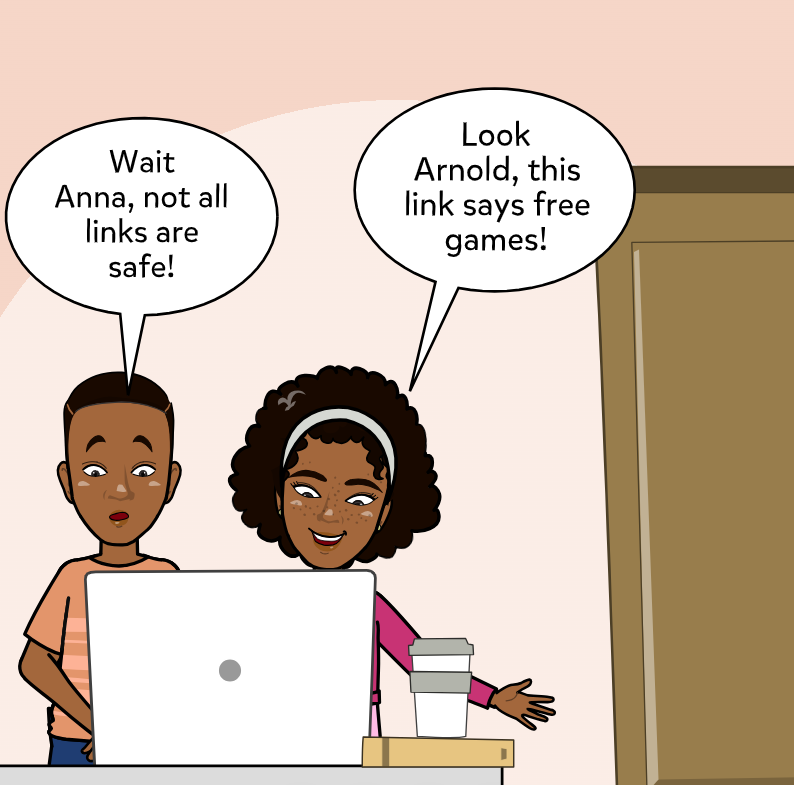 Wait
Anna, not all
links are
safe!
Look
Arnold, this
link says free
games!